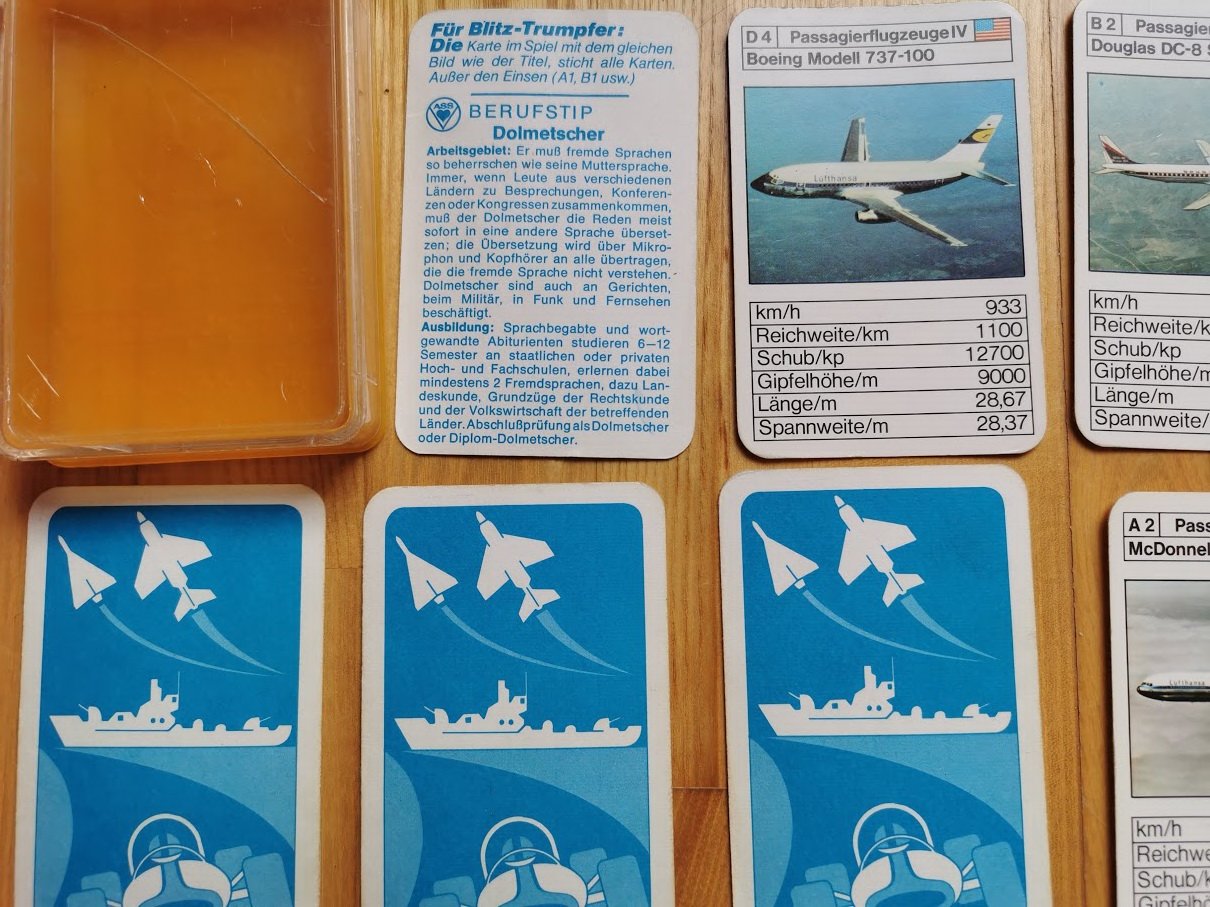 Für Blitz-Trumpfer:
Die Karte im Spiel mit dem gleichen
Bild wie der Titel, sticht alle Karten.
Außer den Einsen (A1, B1 usw.)
ASS
BERUFSTIP
Dolmetscher
Arbeitsgebiet: Er muß fremde Sprachen
so beherrschen wie seine Muttersprache.
Immer, wenn Leute aus verschiedenen
Ländern zu Besprechungen, Konferen-
zen oder Kongressen zusammenkommen,
muß der Dolmetscher die Reden meist
sofort in eine andere Sprache überset-
zen; die Übersetzung wird über Mikro-
phon und Kopfhörer an alle übertragen,
die die fremde Sprache nicht verstehen.
Dolmetscher sind auch an Gerichten,
beim Militär, in Funk und Fernsehen
beschäftigt.
Ausbildung: Sprachbegabte und wort-
gewandte Abiturienten studieren 6–12
Semester an staatlichen oder privaten
Hoch- und Fachschulen, erlernen dabei
mindestens 2 Fremdsprachen, dazu Lan-
deskunde, Grundzüge der Rechtskunde
und der Volkswirtschaft der betreffenden
Länder. Abschlußprüfung als Dolmetscher
oder Diplom-Dolmetscher.
D 4 Passagierflugzeuge IV
Boeing Modell 737-100
Lufthansa
km/h 933
Reichweite/km 1100
Schub/kp 12700
Gipfelhöhe/m 9000
Länge/m 28,67
Spannweite/m 28,37
B 2 Passagie
Douglas DC-8 S
km/h
Reichweite/k
Schub/kp
Gipfelhöhe/m
Länge/m
Spannweite/
A 2 Pass
McDonnel
Lufthansa
km/h
Reichwe
Schub/k
Gipfelhö